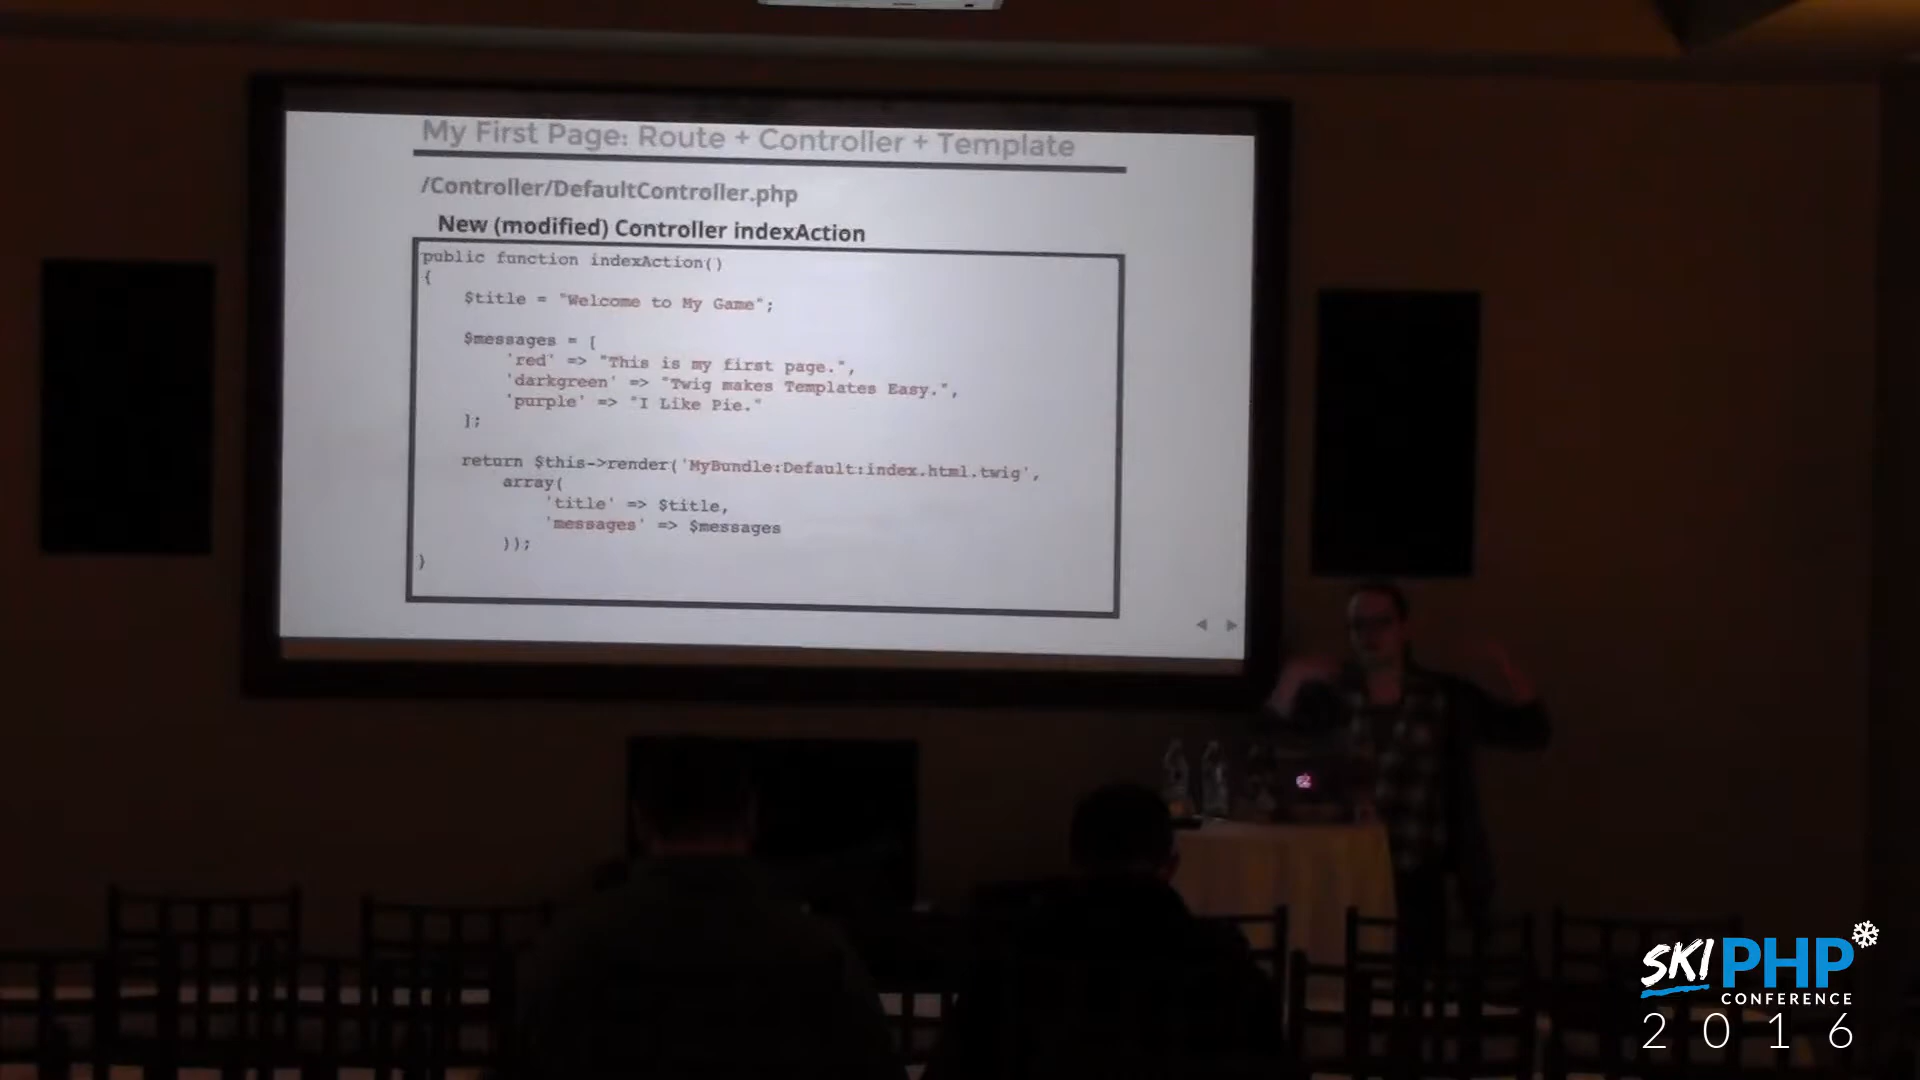 My First Page: Route + Controller + Template
/Controller/DefaultController.php
New (modified) Controller indexAction
public function indexAction()
{
    $title = "Welcome to My Game";
    $messages = [
        'red' => "This is my first page.",
        'darkgreen' => "Twig makes Templates Easy.",
        'purple' => "I Like Pie."
    ];
    return $this->render('MyBundle:Default:index.html.twig',
        array(
            'title' => $title,
            'messages' => $messages
        ));
}
SKI PHP
CONFERENCE
2016